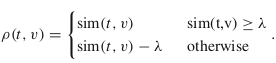 ρ(t, v) = { sim(t, v) sim(t,v) ≥ λ
sim(t, v) − λ otherwise .